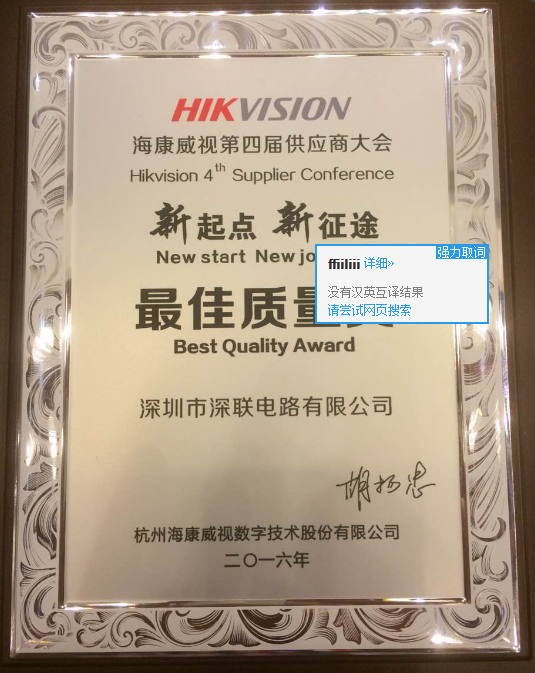 HIKVISION
海康威视第四届供应商大会
Hikvision 4th Supplier Conference
新起点 新征途
New start New jo
强力取词
ffiiliii 详细»
没有汉英互译结果
请尝试网页搜索
最佳质量
Best Quality Award
深圳市深联电路有限公司
胡扬忠
杭州海康威视数字技术股份有限公司
二〇一六年